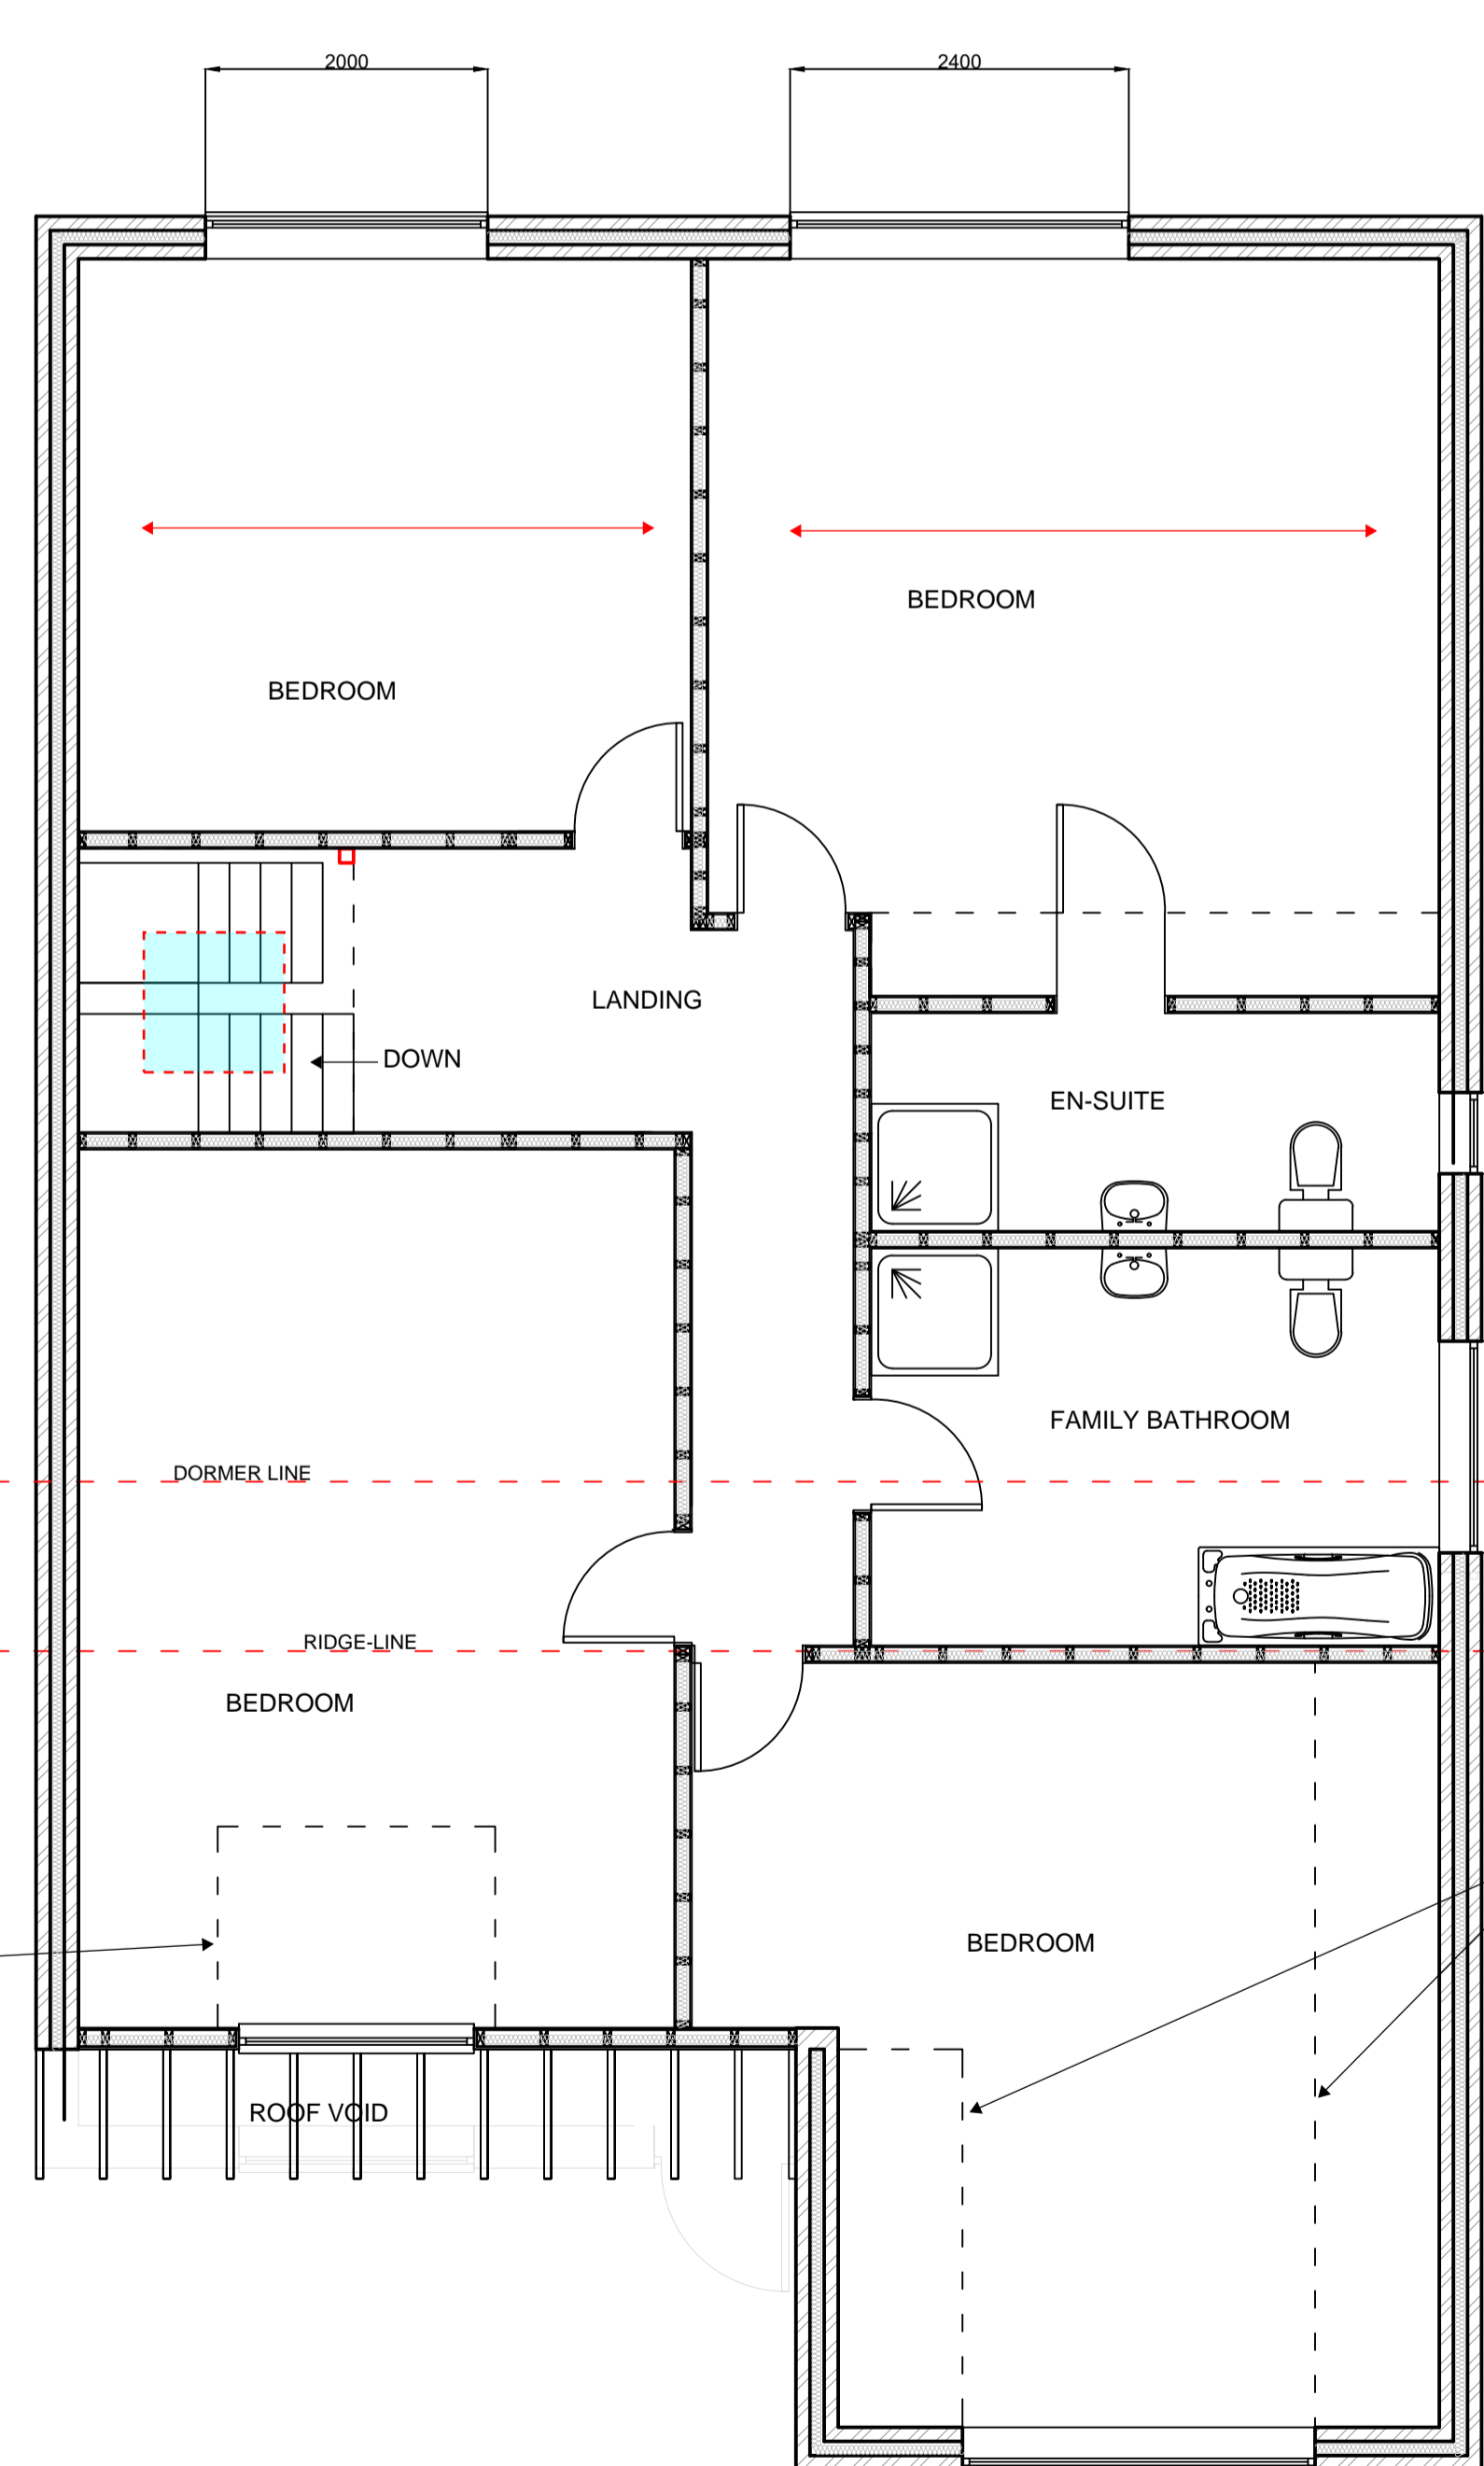 2000
2400
BEDROOM
BEDROOM
LANDING
DOWN
EN-SUITE
FAMILY BATHROOM
DORMER LINE
RIDGE-LINE
BEDROOM
BEDROOM
ROOF VOID